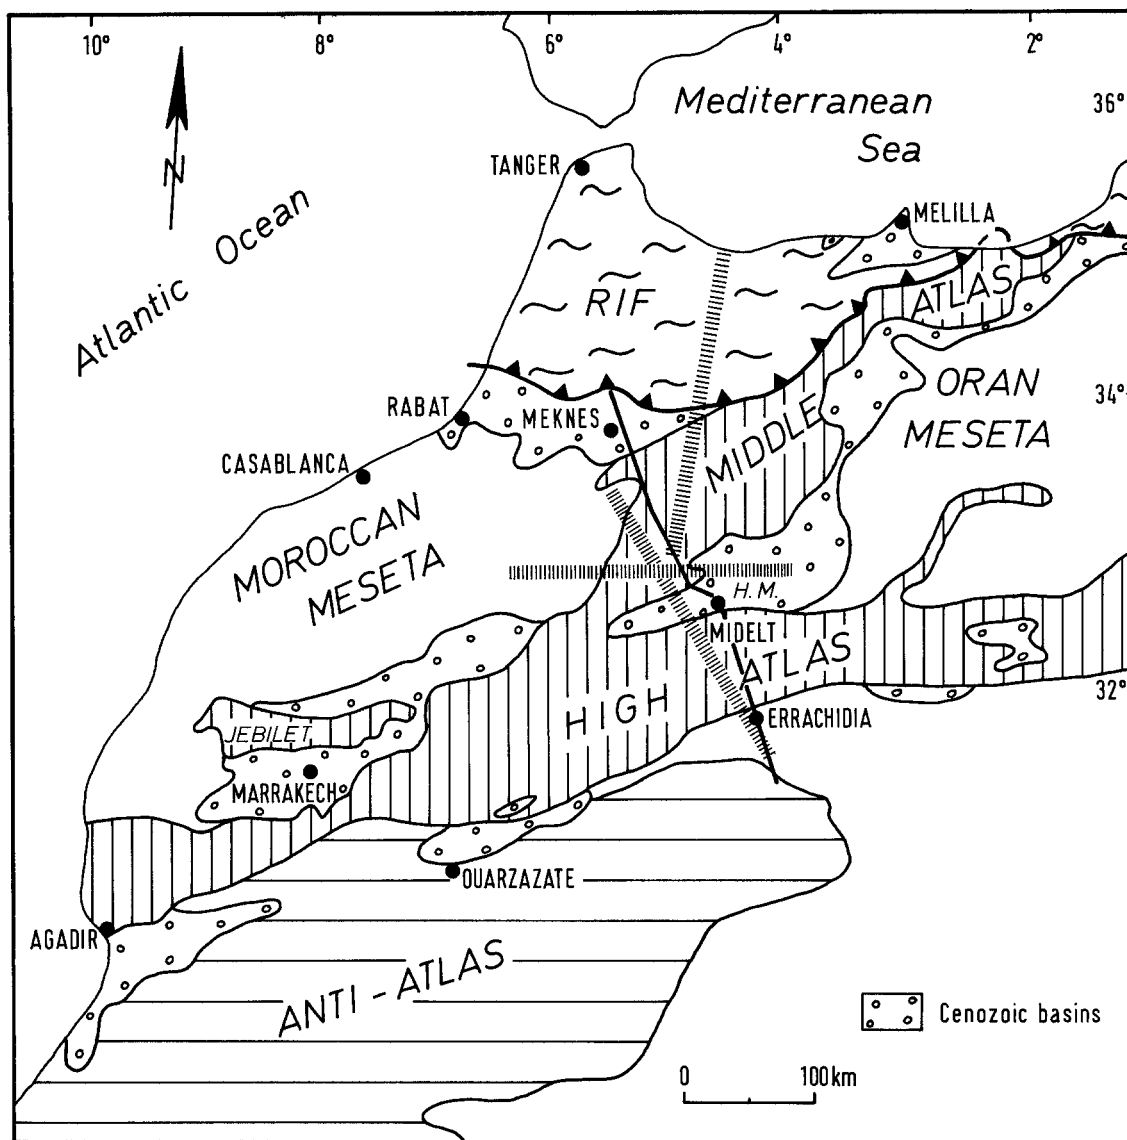 10° 8° 6° 4° 2°
36°
Mediterranean
Sea
N
TANGER
MELILLA
Atlantic Ocean
RIF
ATLAS
ORAN
MESETA
34°
RABAT
MEKNES
MIDDLE
CASABLANCA
MOROCCAN
MESETA
H.M.
MIDELT
ATLAS
HIGH
32°
ERRACHIDIA
JEBILET
MARRAKECH
OUARZAZATE
AGADIR
ANTI-ATLAS
Cenozoic basins
0 100km